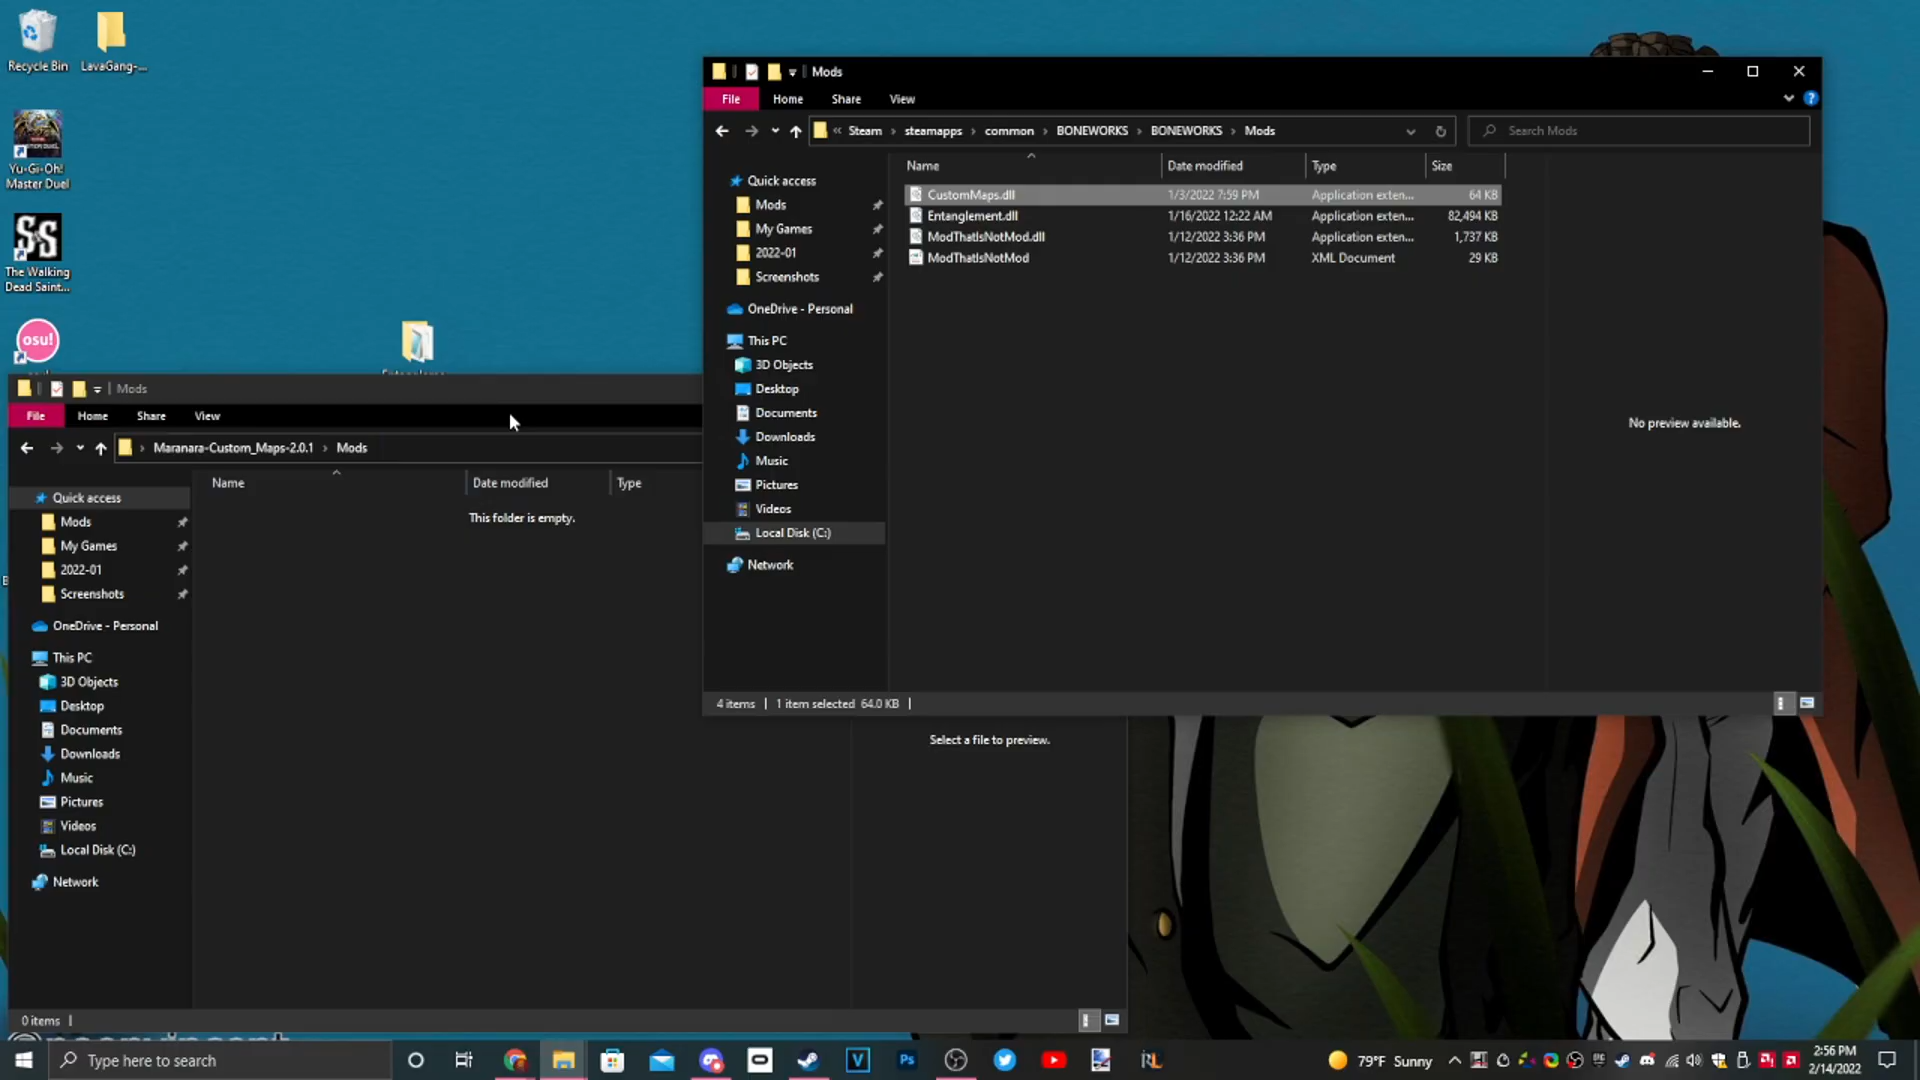 Recycle Bin
LavaGang-...
Yu-Gi-Oh!
Master Duel
SS
The Walking
Dead Saint...
osu!
Mods
File
Home
Share
View
Steam
steamapps
common
BONEWORKS
BONEWORKS
Mods
Search Mods
Quick access
Mods
My Games
2022-01
Screenshots
OneDrive - Personal
This PC
3D Objects
Desktop
Documents
Downloads
Music
Pictures
Videos
Local Disk (C:)
Network
Name
Date modified
Type
Size
CustomMaps.dll
1/3/2022 7:59 PM
Application exten...
64 KB
Entanglement.dll
1/16/2022 12:22 AM
Application exten...
82,494 KB
ModThatIsNotMod.dll
1/12/2022 3:36 PM
Application exten...
1,737 KB
ModThatIsNotMod
1/12/2022 3:36 PM
XML Document
29 KB
No preview available.
4 items
1 item selected 64.0 KB
Mods
File
Home
Share
View
Maranara-Custom_Maps-2.0.1
Mods
Quick access
Mods
My Games
2022-01
Screenshots
OneDrive - Personal
This PC
3D Objects
Desktop
Documents
Downloads
Music
Pictures
Videos
Local Disk (C:)
Network
Name
Date modified
Type
This folder is empty.
Select a file to preview.
0 items
Type here to search
V
Ps
RL
79°F Sunny
2:56 PM
2/14/2022